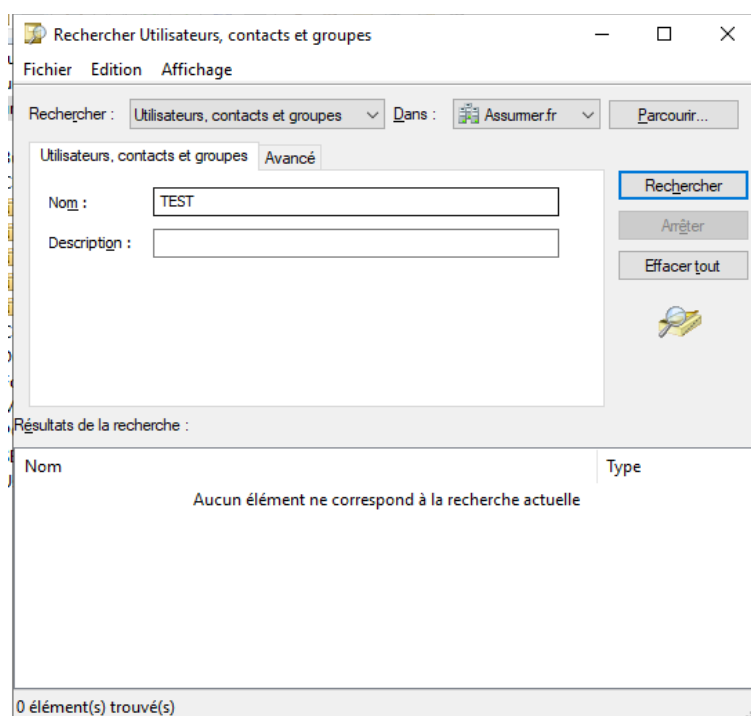 Rechercher Utilisateurs, contacts et groupes
Fichier Edition Affichage
Rechercher : Utilisateurs, contacts et groupes Dans : Assurmer.fr Parcourir...
Utilisateurs, contacts et groupes Avancé
Rechercher
Nom : TEST
Arrêter
Description :
Effacer tout
Résultats de la recherche :
Nom Type
Aucun élément ne correspond à la recherche actuelle
0 élément(s) trouvé(s)